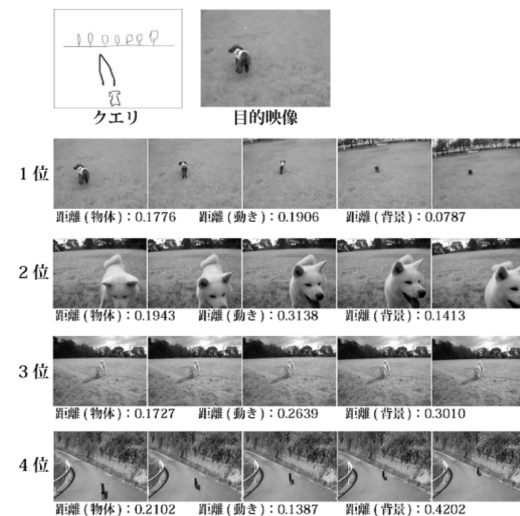 クエリ 目的映像
1位
距離(物体):0.1776 距離(動き):0.1906 距離(背景):0.0787
2位
距離(物体):0.1943 距離(動き):0.3138 距離(背景):0.1413
3位
距離(物体):0.1727 距離(動き):0.2639 距離(背景):0.3010
4位
距離(物体):0.2102 距離(動き):0.1387 距離(背景):0.4202